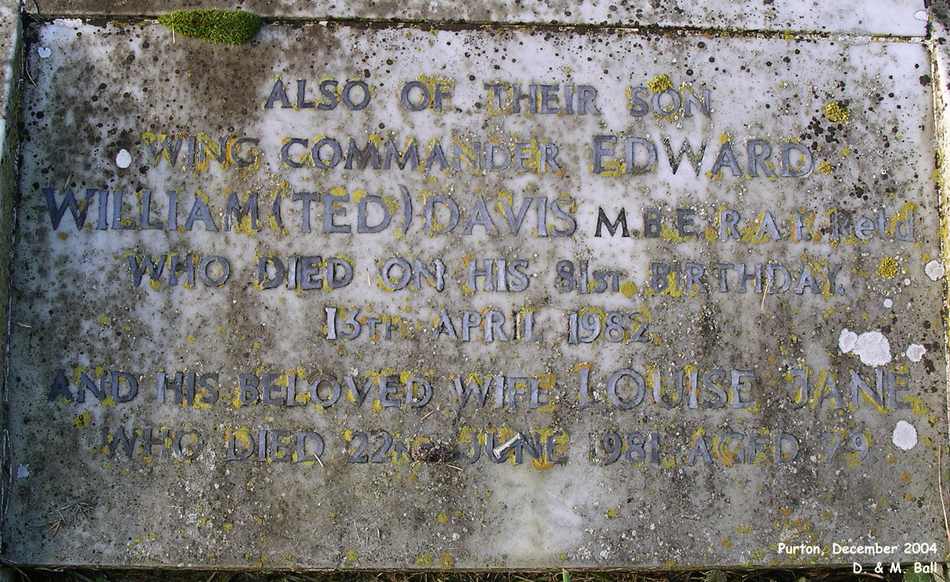 ALSO OF THEIR SON
WING COMMANDER EDWARD
WILLIAM (TED) DAVIS M.B.E. R.A.F. Retd.
WHO DIED ON HIS 81ST BIRTHDAY.
13TH APRIL 1982
AND HIS BELOVED WIFE LOUISE JANE
WHO DIED 22ND JUNE 1981 AGED 79
Purton, December 2004
D. & M. Ball